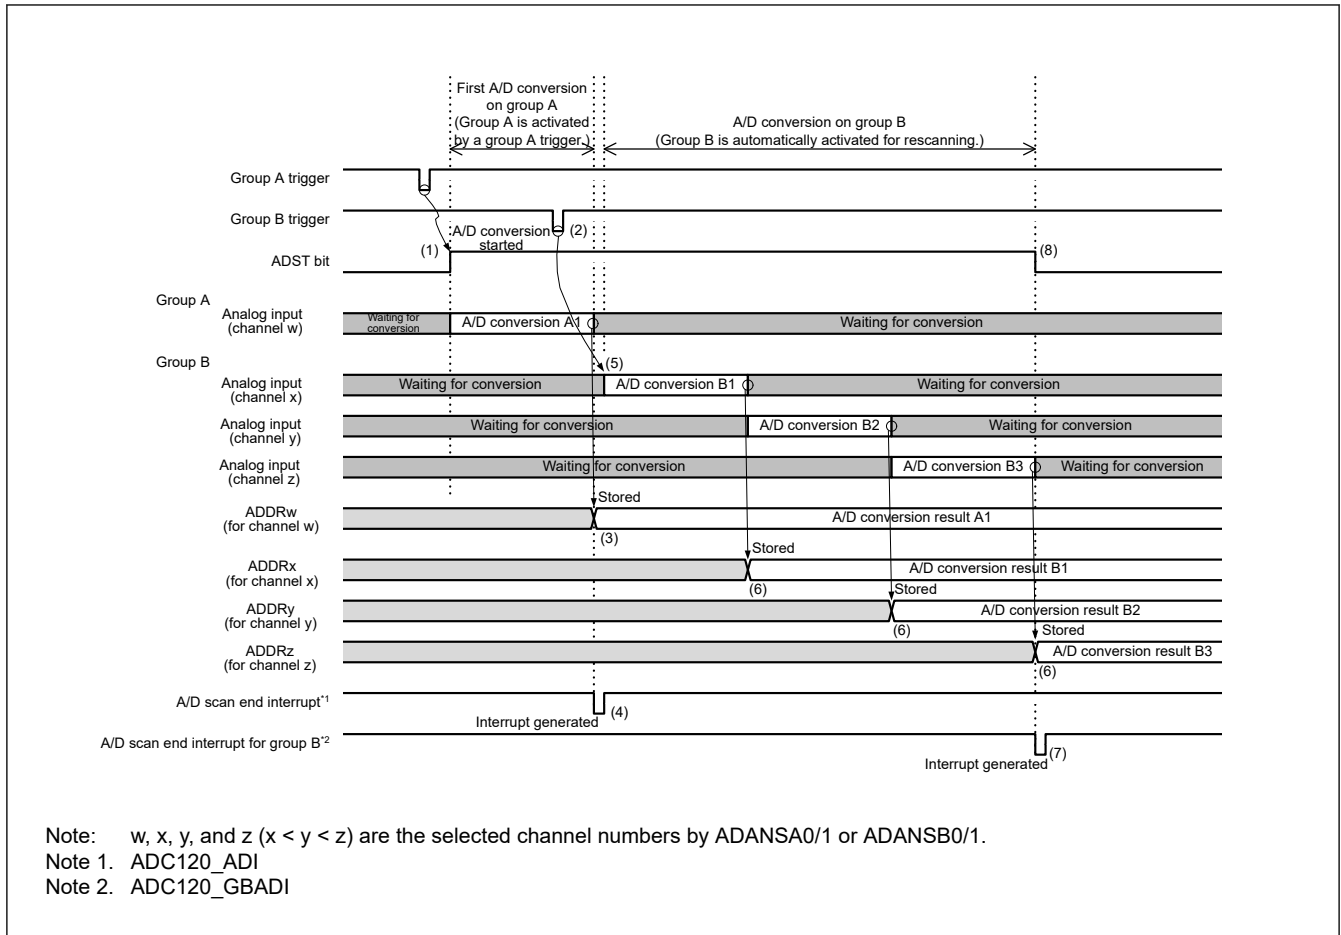 First A/D conversion
on group A
(Group A is activated
by a group A trigger.)
A/D conversion on group B
(Group B is automatically activated for rescanning.)
Group A trigger
Group B trigger
A/D conversion
started
(2)
(1)
(8)
ADST bit
Group A
Analog input
(channel w)
Waiting for
conversion
A/D conversion A1
Waiting for conversion
Group B
(5)
Analog input
(channel x)
Waiting for conversion
A/D conversion B1
Waiting for conversion
Analog input
(channel y)
Waiting for conversion
A/D conversion B2
Waiting for conversion
Analog input
(channel z)
Waiting for conversion
A/D conversion B3
Waiting for conversion
Stored
ADDRw
(for channel w)
A/D conversion result A1
(3)
Stored
ADDRx
(for channel x)
A/D conversion result B1
(6)
Stored
ADDRy
(for channel y)
A/D conversion result B2
(6)
Stored
ADDRz
(for channel z)
A/D conversion result B3
(6)
A/D scan end interrupt*1
Interrupt generated
(4)
A/D scan end interrupt for group B*2
(7)
Interrupt generated
Note: w, x, y, and z (x < y < z) are the selected channel numbers by ADANSA0/1 or ADANSB0/1.
Note 1. ADC120_ADI
Note 2. ADC120_GBADI